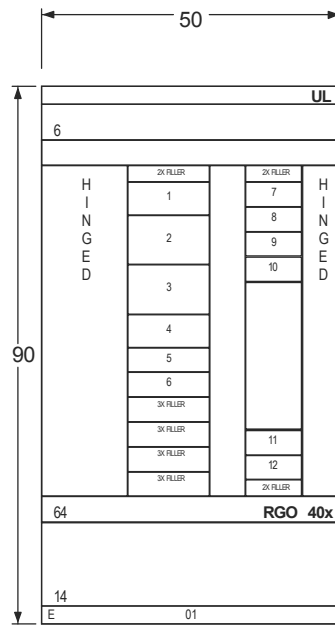 50
UL
6
2X FILLER
2X FILLER
HINGED
HINGED
1
7
2
8
9
3
10
4
5
6
3X FILLER
3X FILLER
11
3X FILLER
12
3X FILLER
2X FILLER
90
64
RGO 40x
14
E
01